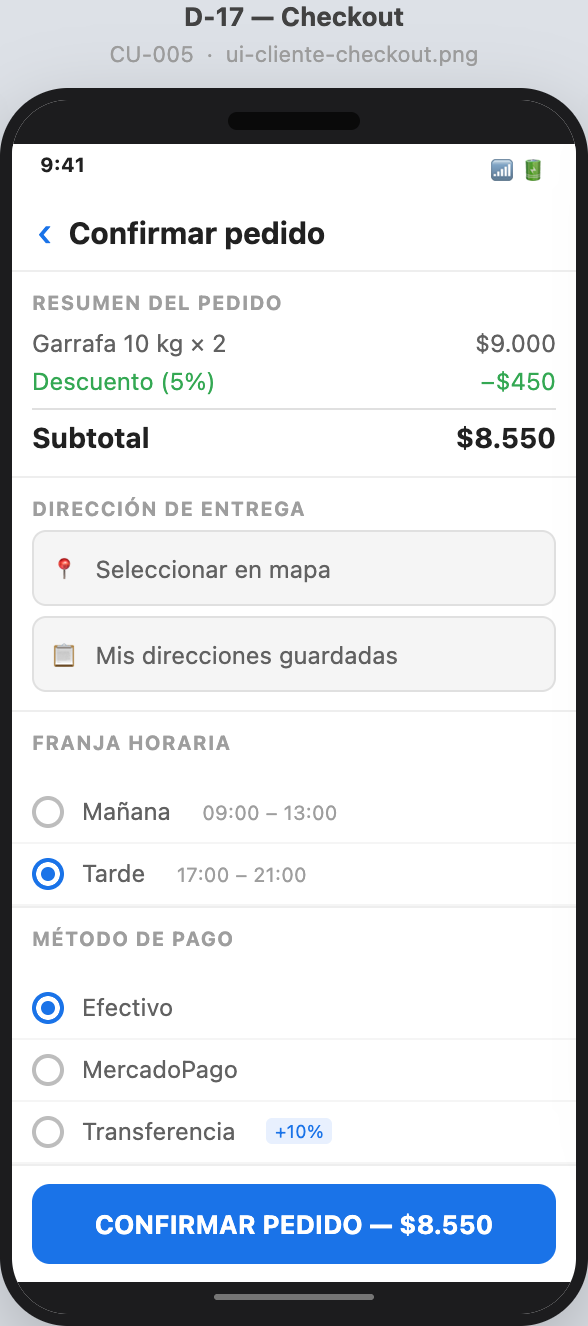 D-17 — Checkout
CU-005 · ui-cliente-checkout.png
9:41
‹ Confirmar pedido
RESUMEN DEL PEDIDO
Garrafa 10 kg × 2 $9.000
Descuento (5%) −$450
Subtotal $8.550
DIRECCIÓN DE ENTREGA
Seleccionar en mapa
Mis direcciones guardadas
FRANJA HORARIA
Mañana 09:00 – 13:00
Tarde 17:00 – 21:00
MÉTODO DE PAGO
Efectivo
MercadoPago
Transferencia +10%
CONFIRMAR PEDIDO — $8.550